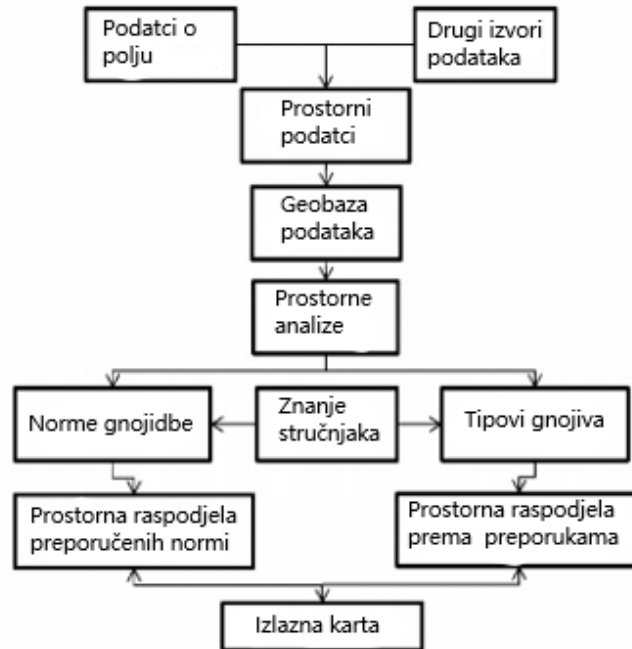 Podatci o
polju
Drugi izvori
podataka
Prostorni
podatci
Geobaza
podataka
Prostorne
analize
Norme gnojidbe
Znanje
stručnjaka
Tipovi gnojiva
Prostorna raspodjela
preporučenih normi
Prostorna raspodjela
prema preporukama
Izlazna karta